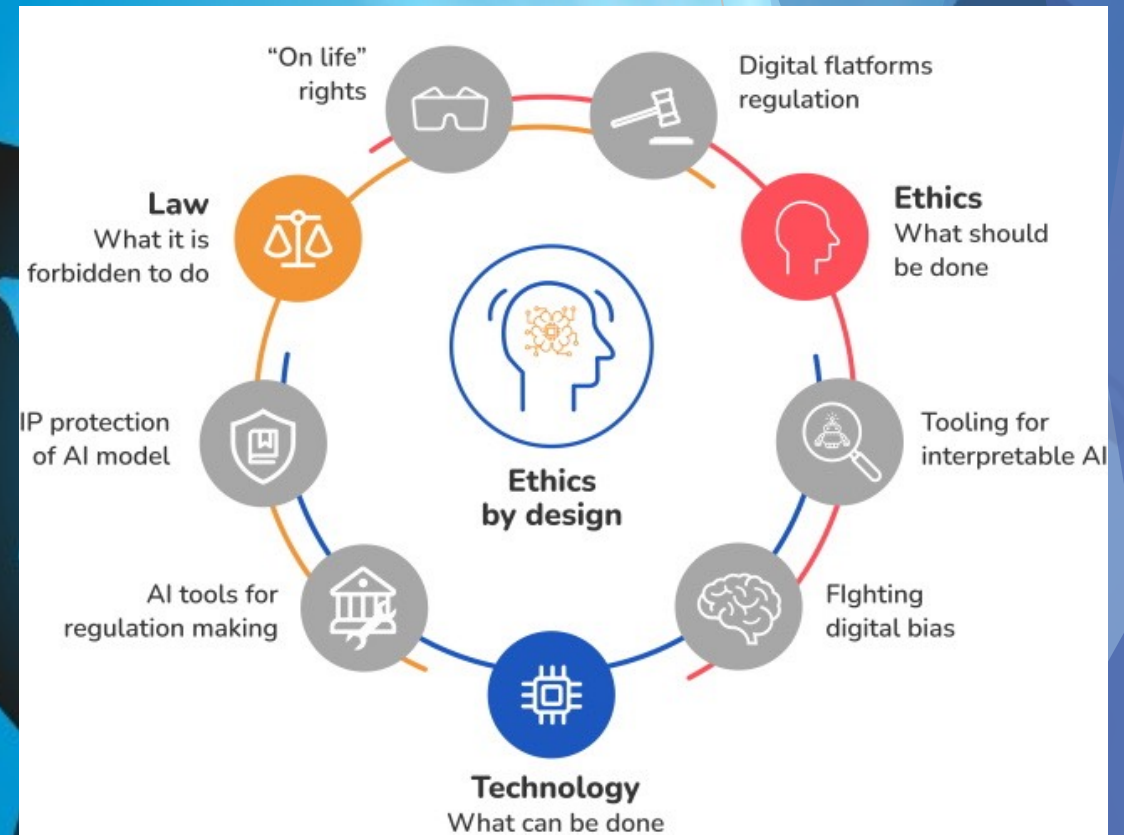 “On life”
rights
Digital flatforms
regulation
Law
What it is
forbidden to do
Ethics
What should
be done
IP protection
of AI model
Tooling for
interpretable AI
Ethics
by design
AI tools for
regulation making
FIghting
digital bias
Technology
What can be done